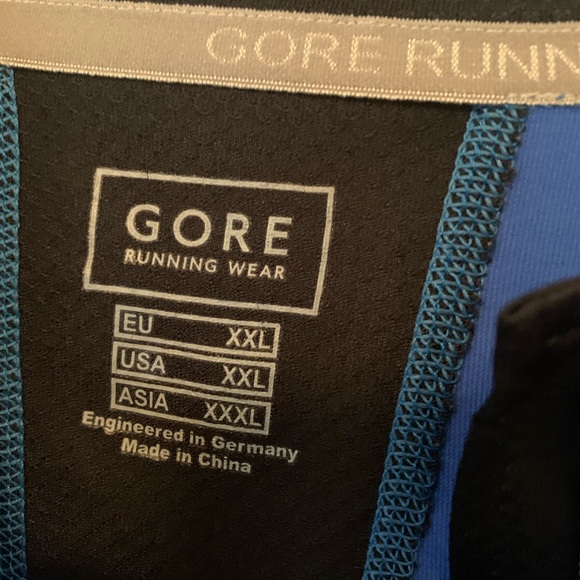 GORE RUNN
GORE
RUNNING WEAR
EU XXL
USA XXL
ASIA XXXL
Engineered in Germany
Made in China